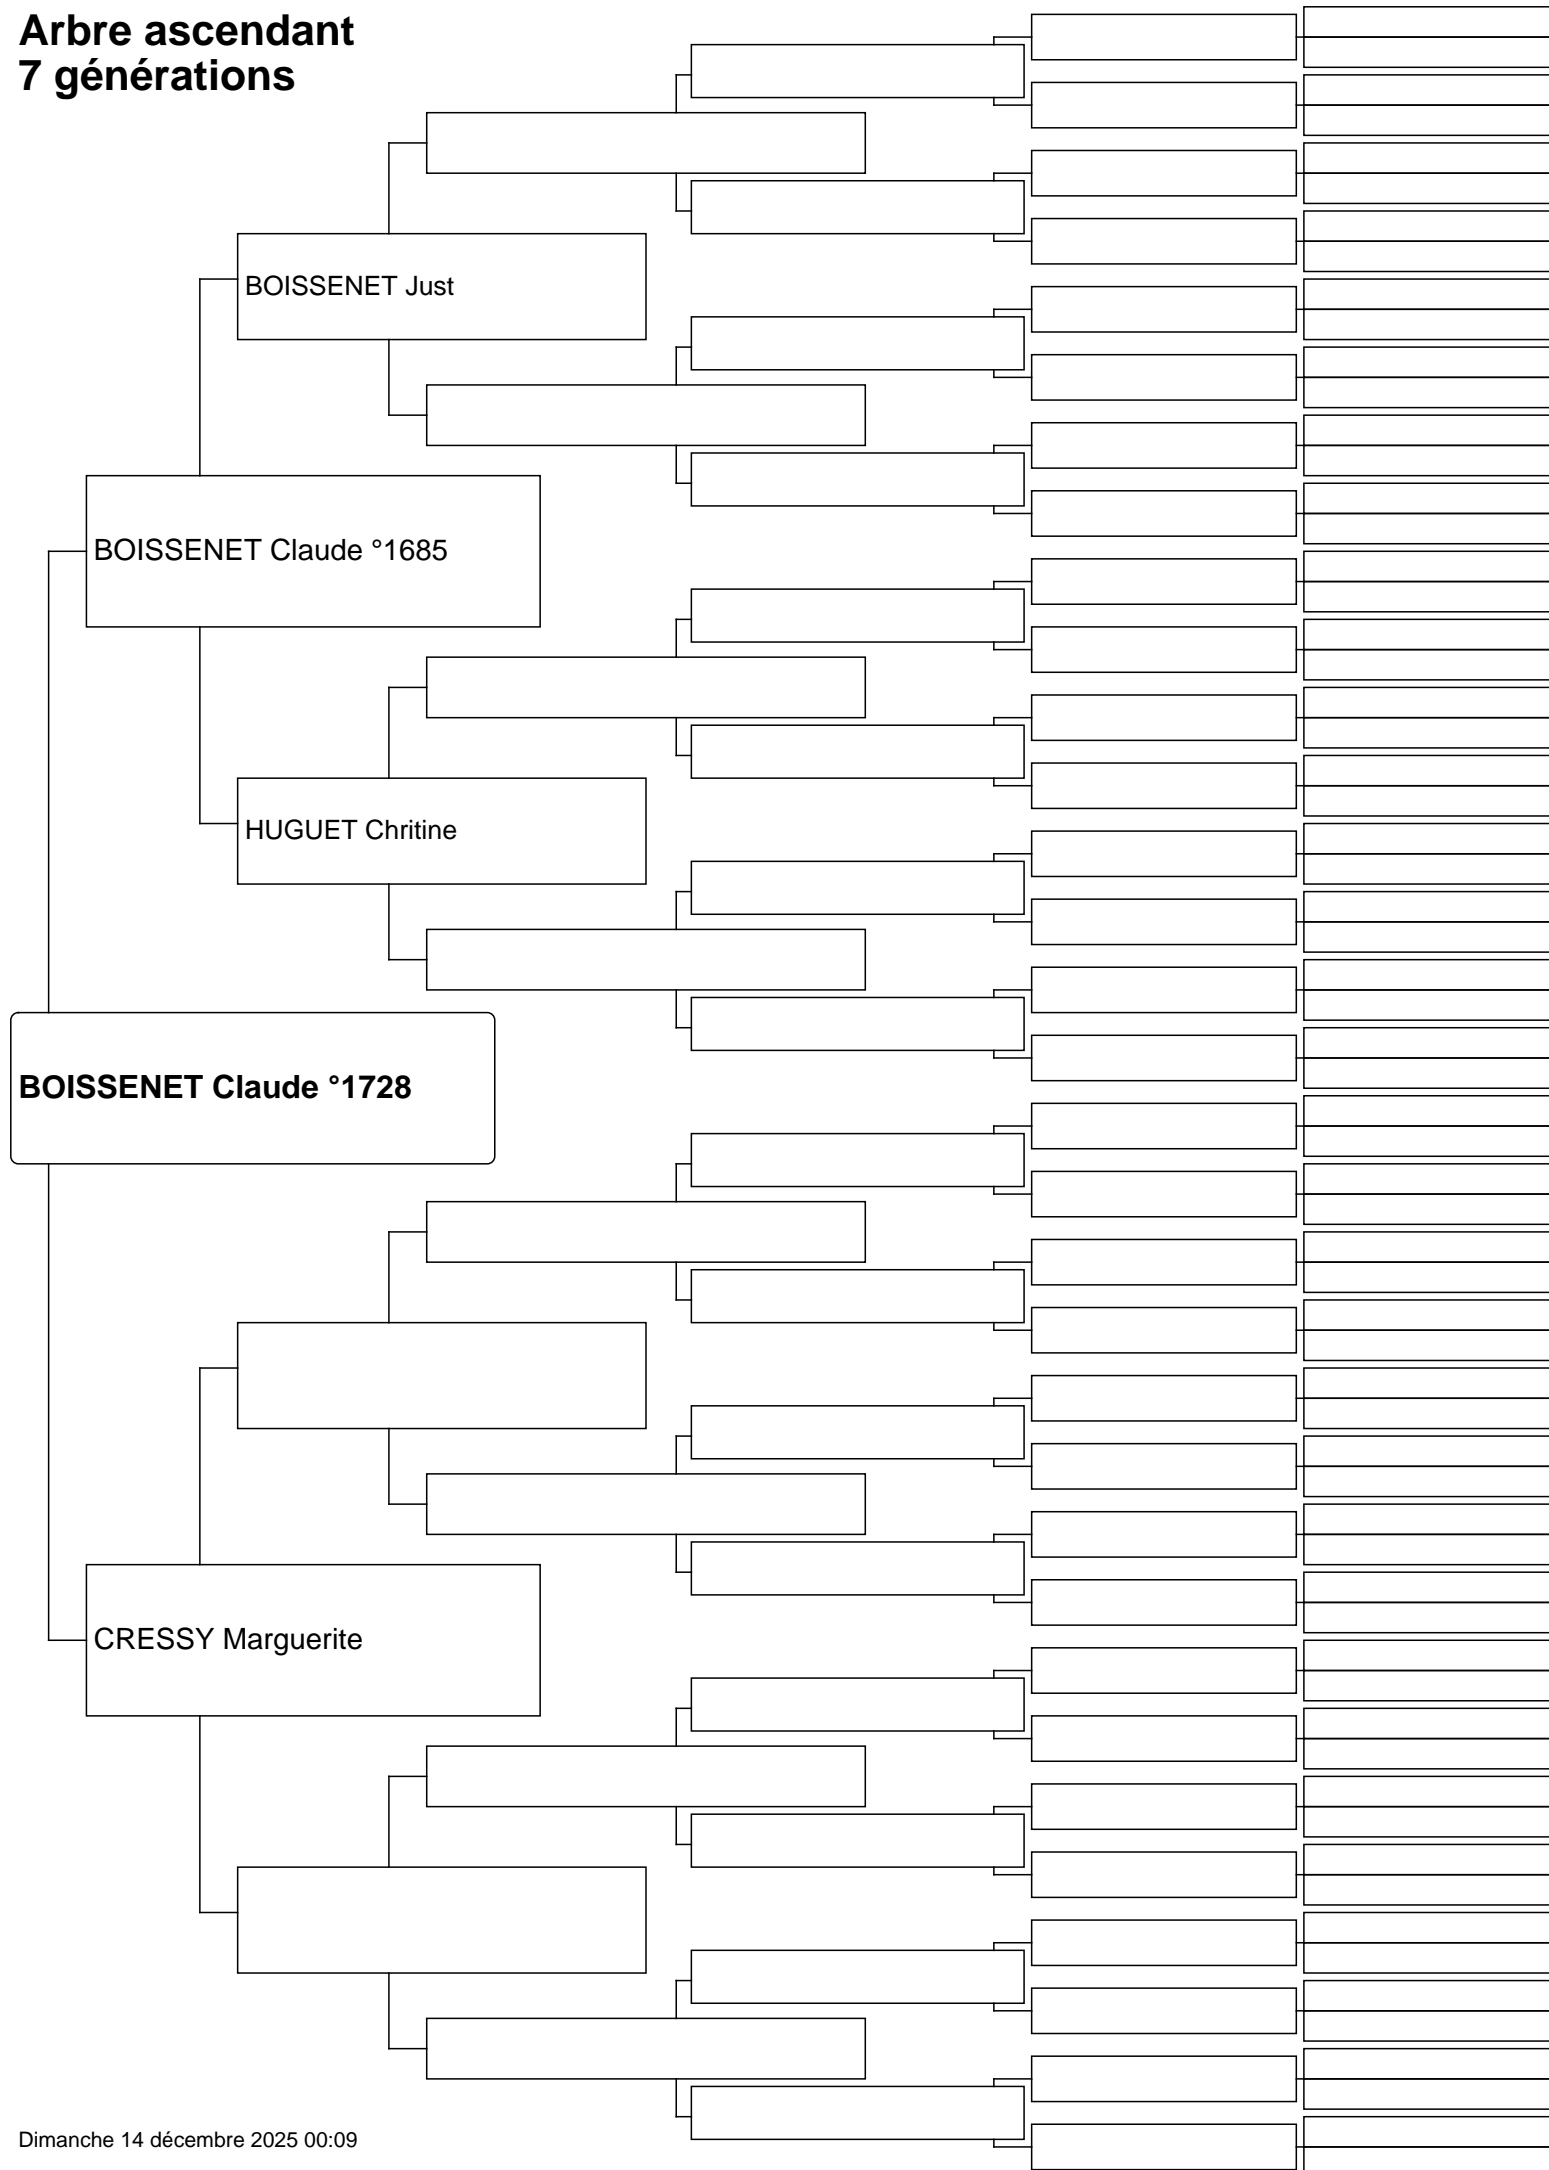 Arbre ascendant
7 générations
BOISSENET Just
BOISSENET Claude °1685
HUGUET Chritine
BOISSENET Claude °1728
CRESSY Marguerite
Dimanche 14 décembre 2025 00:09